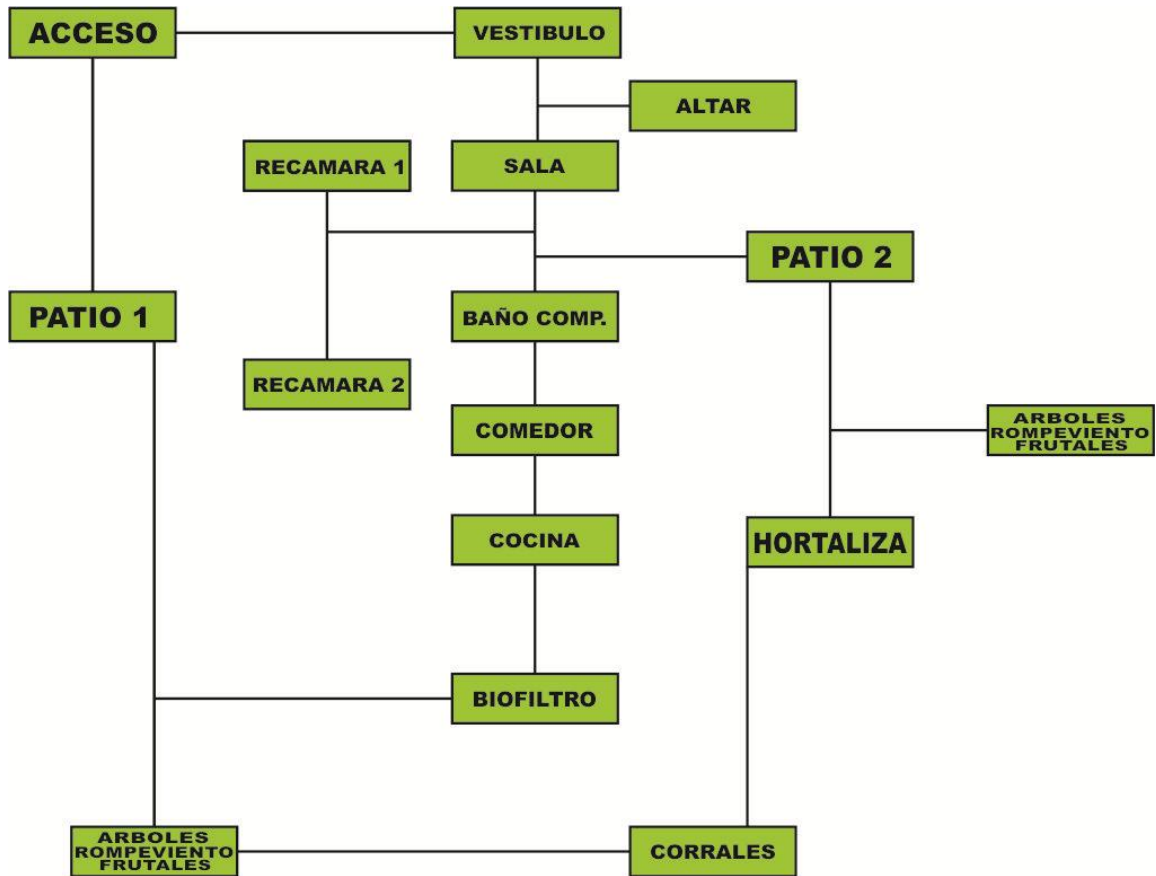 ACCESO
VESTIBULO
ALTAR
RECAMARA 1
SALA
PATIO 2
PATIO 1
BAÑO COMP.
RECAMARA 2
COMEDOR
ARBOLES
ROMPEVIENTO
FRUTALES
COCINA
HORTALIZA
BIOFILTRO
ARBOLES
ROMPEVIENTO
FRUTALES
CORRALES